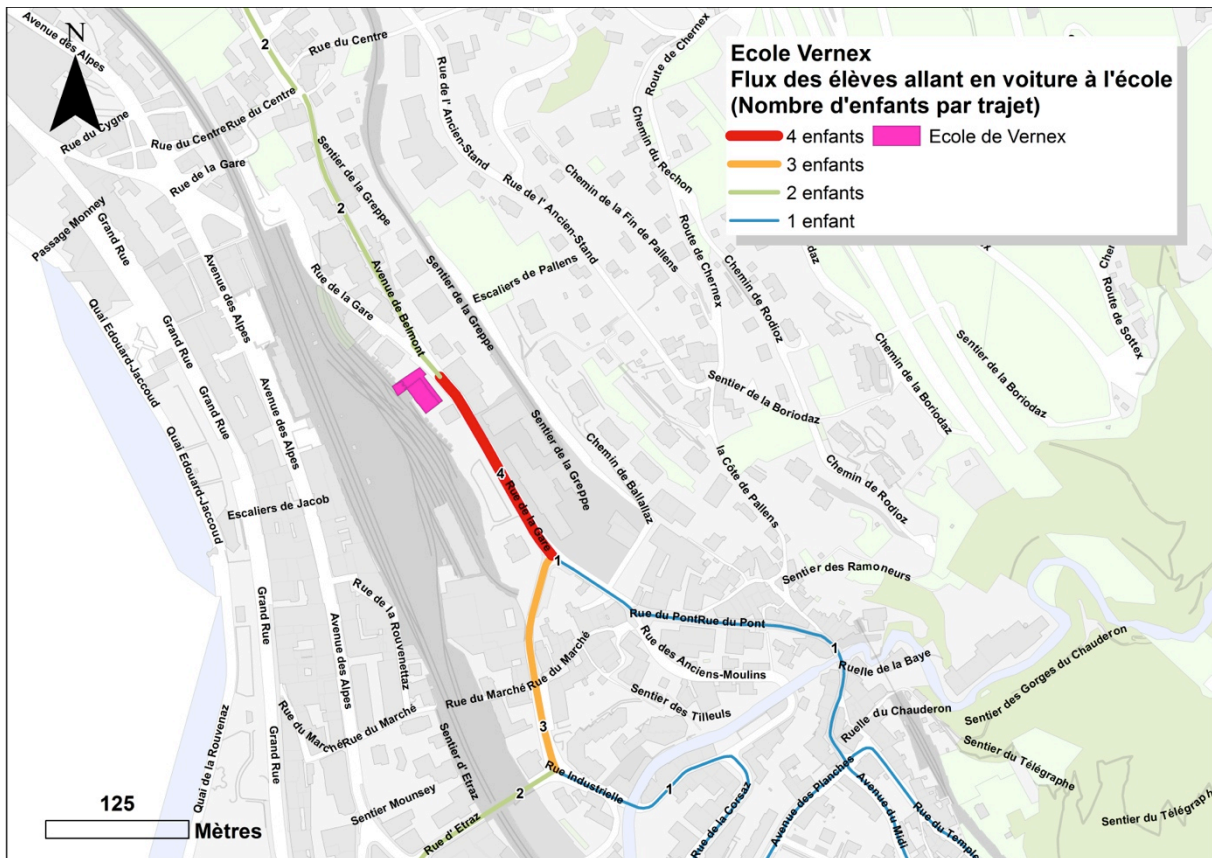 Ecole Vernex
Flux des élèves allant en voiture à l'école
(Nombre d'enfants par trajet)
4 enfants
Ecole de Vernex
3 enfants
2 enfants
1 enfant
N
Avenue des Alpes
2
Rue du Centre
Route de Chernex
Rue du Cygne
Rue du Centre
Rue du Centre
Rue de l' Ancien-Stand
Sentier de la Greppe
Chemin du Rechon
Rue de la Gare
Rue de l' Ancien-Stand
Chemin de la Fin de Pallens
Passage Monney
Grand Rue
2
Route de Chernex
Avenue des Alpes
Avenue de Belmont
Sentier de la Greppe
Escaliers de Pallens
Chemin de Rodioz
Route de Sottex
Rue de la Gare
Quai Edouard-Jaccoud
Grand Rue
Chemin de la Boriodaz
Sentier de la Boriodaz
Avenue des Alpes
Grand Rue
Sentier de la Boriodaz
Quai Edouard-Jaccoud
Sentier de la Greppe
Chemin de Ballallaz
la Côte de Pallens
Chemin de Rodioz
4
Rue de la Gare
Escaliers de Jacob
1
Sentier des Ramoneurs
Grand Rue
Avenue des Alpes
Rue de la Rouvenettaz
Rue du Pont
Rue du Pont
1
Ruelle de la Baye
Rue des Anciens-Moulins
Rue du Marché
Rue du Marché
Sentier des Tilleuls
Sentier des Gorges du Chauderon
Rue du Marché
Rue du Marché
Ruelle du Chauderon
Quai de la Rouvenaz
Grand Rue
Sentier d' Etraz
3
Sentier du Télégraphe
Rue Industrielle
1
2
Rue de la Corsaz
Avenue des Planches
Avenue du Midi
Rue du Temple
Sentier Mounsey
Rue d' Etraz
Sentier du Télégraph
125
Mètres